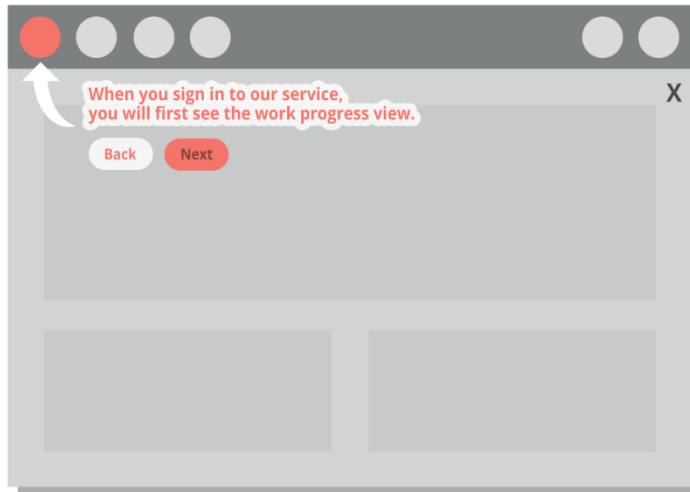 X
When you sign in to our service,
you will first see the work progress view.
Back Next